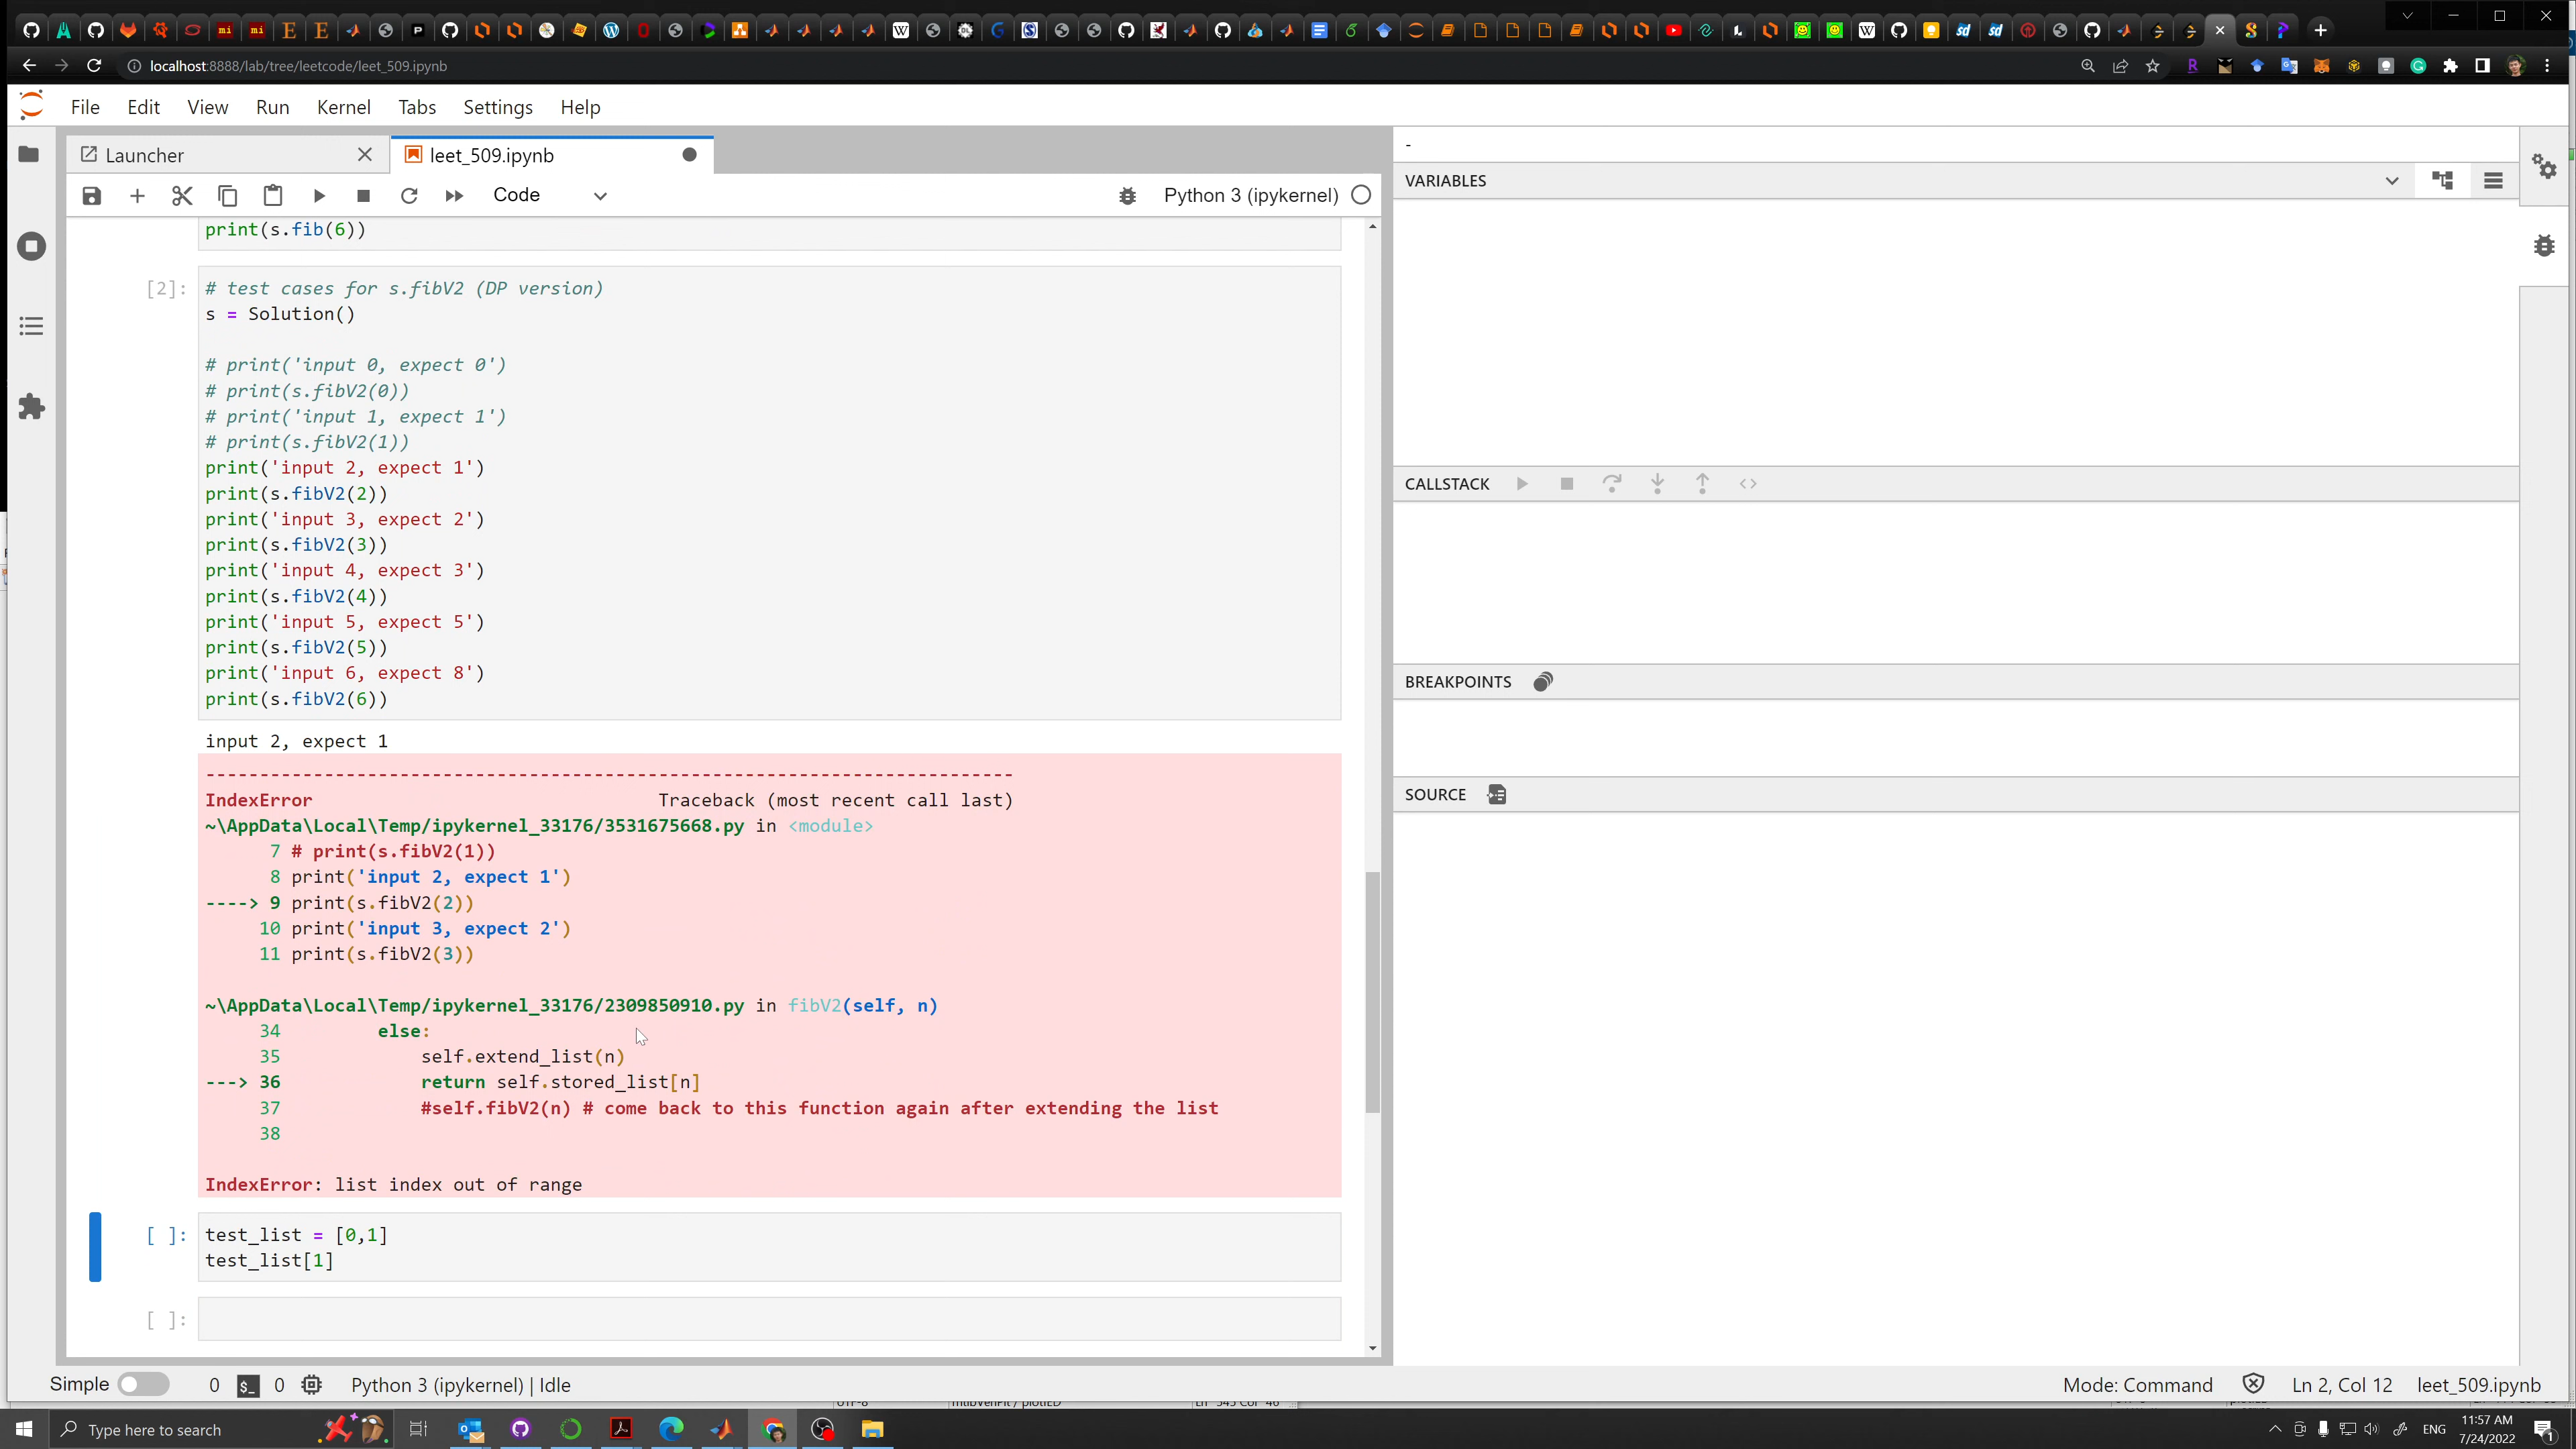 localhost:8888/lab/tree/leetcode/leet_509.ipynb
File Edit View Run Kernel Tabs Settings Help
Launcher
leet_509.ipynb
Code
Python 3 (ipykernel)
print(s.fib(6))
[2]:
# test cases for s.fibV2 (DP version)
s = Solution()
# print('input 0, expect 0')
# print(s.fibV2(0))
# print('input 1, expect 1')
# print(s.fibV2(1))
print('input 2, expect 1')
print(s.fibV2(2))
print('input 3, expect 2')
print(s.fibV2(3))
print('input 4, expect 3')
print(s.fibV2(4))
print('input 5, expect 5')
print(s.fibV2(5))
print('input 6, expect 8')
print(s.fibV2(6))
input 2, expect 1
---------------------------------------------------------------------------
IndexError Traceback (most recent call last)
~\AppData\Local\Temp/ipykernel_33176/3531675668.py in <module>
7 # print(s.fibV2(1))
8 print('input 2, expect 1')
----> 9 print(s.fibV2(2))
10 print('input 3, expect 2')
11 print(s.fibV2(3))
~\AppData\Local\Temp/ipykernel_33176/2309850910.py in fibV2(self, n)
34 else:
35 self.extend_list(n)
---> 36 return self.stored_list[n]
37 #self.fibV2(n) # come back to this function again after extending the list
38
IndexError: list index out of range
[ ]:
test_list = [0,1]
test_list[1]
[ ]:
-
VARIABLES
CALLSTACK
BREAKPOINTS
SOURCE
Simple 0 $_ 0 Python 3 (ipykernel) | Idle
Mode: Command Ln 2, Col 12 leet_509.ipynb
Type here to search
ENG
11:57 AM
7/24/2022